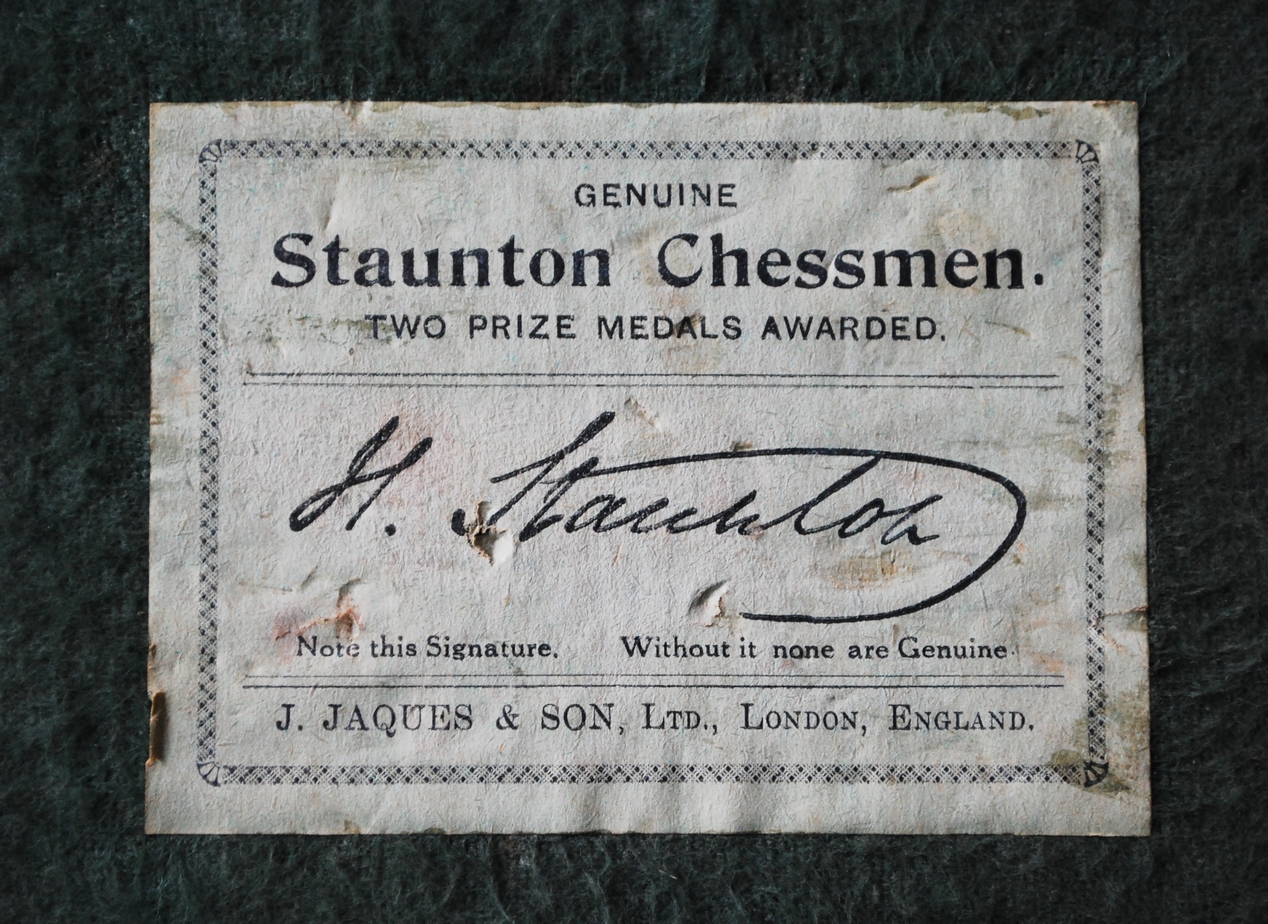 GENUINE
Staunton Chessmen.
TWO PRIZE MEDALS AWARDED.
H. Staunton
Note this Signature. Without it none are Genuine.
J. JAQUES & SON, LTD., LONDON, ENGLAND.